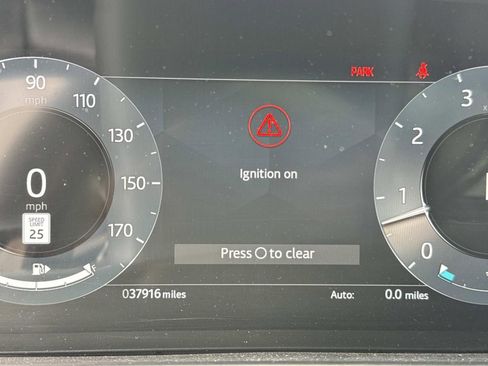 90
mph
110
130
150
170
0
mph
SPEED
LIMIT
25
PARK
Ignition on
Press O to clear
037916 miles
Auto: 0.0 miles
3
x
2
1
0